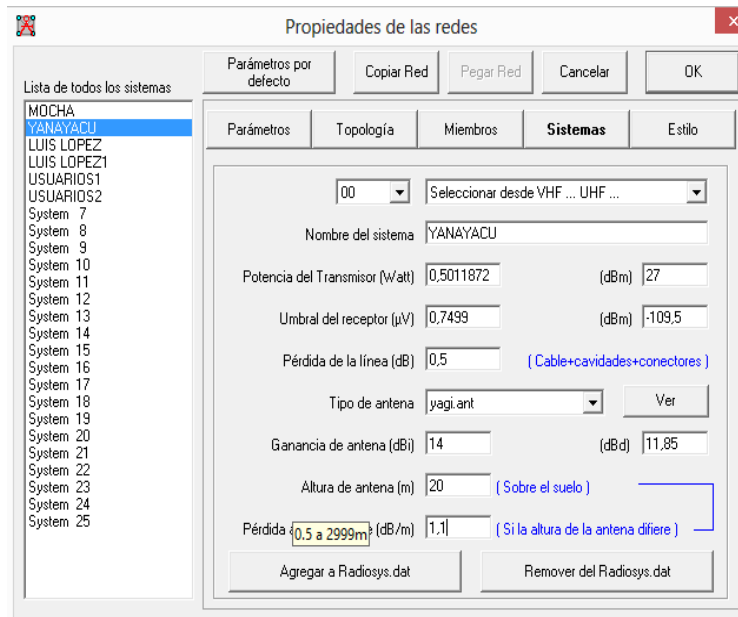 Propiedades de las redes
Lista de todos los sistemas
MOCHA
YANAYACU
LUIS LOPEZ
LUIS LOPEZ1
USUARIOS1
USUARIOS2
System 7
System 8
System 9
System 10
System 11
System 12
System 13
System 14
System 15
System 16
System 17
System 18
System 19
System 20
System 21
System 22
System 23
System 24
System 25
Parámetros por
defecto
Copiar Red
Pegar Red
Cancelar
OK
Parámetros
Topología
Miembros
Sistemas
Estilo
00
Seleccionar desde VHF ... UHF ...
Nombre del sistema
YANAYACU
Potencia del Transmisor (Watt)
0,5011872
(dBm)
27
Umbral del receptor (µV)
0,7499
(dBm)
-109,5
Pérdida de la línea (dB)
0,5
( Cable+cavidades+conectores )
Tipo de antena
yagi.ant
Ver
Ganancia de antena (dBi)
14
(dBd)
11,85
Altura de antena (m)
20
( Sobre el suelo )
Pérdida
0.5 a 2999m
(dB/m)
1,1
( Si la altura de la antena difiere )
Agregar a Radiosys.dat
Remover del Radiosys.dat